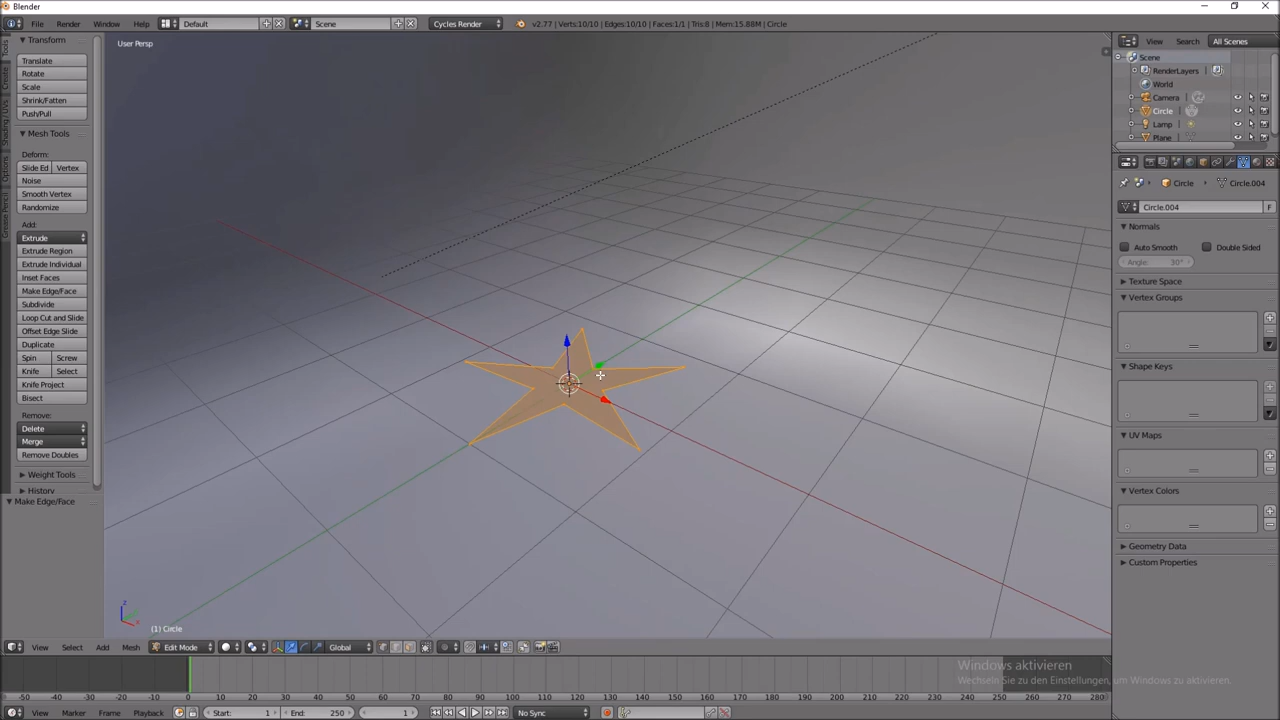 Blender
File Render Window Help Default Scene Cycles Render v2.77 | Verts:10/10 | Edges:10/10 | Faces:1/1 | Tris:8 | Mem:15.88M | Circle
View Search All Scenes
Tools
Create
Shading / UVs
Options
Grease Pencil
Transform
Translate
Rotate
Scale
Shrink/Fatten
Push/Pull
Mesh Tools
Deform:
Slide Ed Vertex
Noise
Smooth Vertex
Randomize
Add:
Extrude
Extrude Region
Extrude Individual
Inset Faces
Make Edge/Face
Subdivide
Loop Cut and Slide
Offset Edge Slide
Duplicate
Spin Screw
Knife Select
Knife Project
Bisect
Remove:
Delete
Merge
Remove Doubles
Weight Tools
History
Make Edge/Face
User Persp
z
(1) Circle
Scene
RenderLayers
World
Camera
Circle
Lamp
Plane
Circle Circle.004
Circle.004 F
Normals
Auto Smooth Double Sided
Angle: 30°
Texture Space
Vertex Groups
Shape Keys
UV Maps
Vertex Colors
Geometry Data
Custom Properties
View Select Add Mesh Edit Mode Global
Windows aktivieren
Wechseln Sie zu den Einstellungen, um Windows zu aktivieren.
-50 -40 -30 -20 -10 0 10 20 30 40 50 60 70 80 90 100 110 120 130 140 150 160 170 180 190 200 210 220 230 240 250 260 270 280
View Marker Frame Playback Start: 1 End: 250 1 No Sync